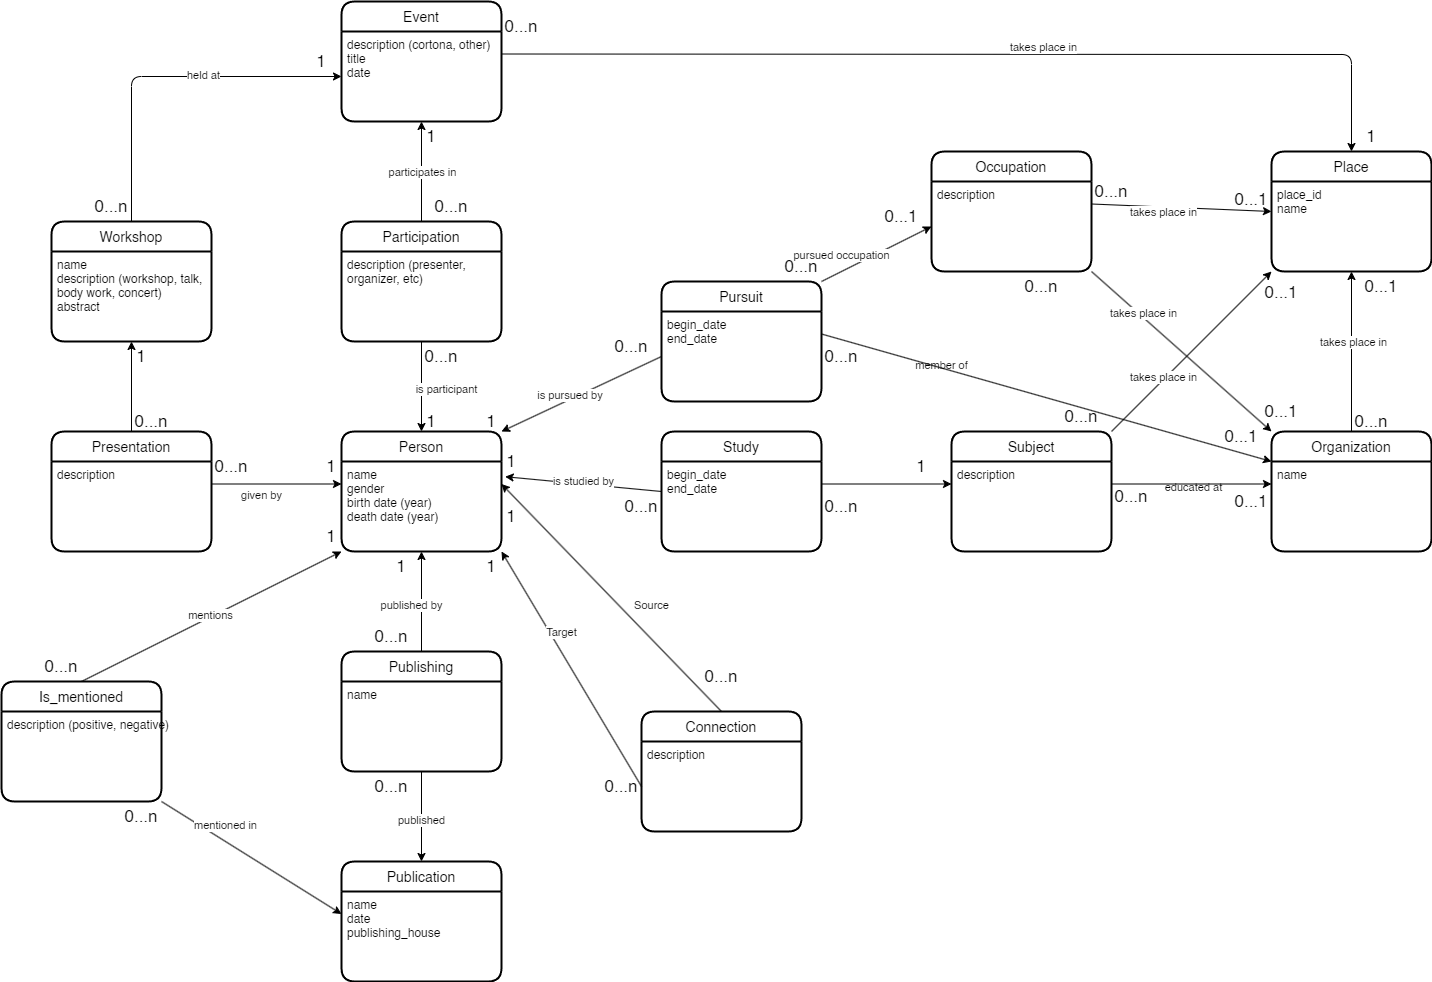 Event
0...n
description (cortona, other)
title
date
takes place in
held at
1
1
1
participates in
Occupation
description
Place
place_id
name
0...n
0...1
takes place in
0...n
0...n
0...1
Workshop
name
description (workshop, talk,
body work, concert)
abstract
Participation
description (presenter,
organizer, etc)
pursued occupation
0...n
Pursuit
begin_date
end_date
0...n
0...1
0...1
takes place in
takes place in
1
0...n
0...n
0...n
member of
takes place in
is participant
is pursued by
0...n
1
1
0...n
0...1
0...n
0...1
Presentation
description
0...n
1
given by
Person
name
gender
birth date (year)
death date (year)
1
is studied by
0...n
1
Study
begin_date
end_date
0...n
1
Subject
description
0...n
educated at
0...1
Organization
name
1
1
1
mentions
published by
Source
Target
0...n
0...n
0...n
Is_mentioned
description (positive, negative)
Publishing
name
Connection
description
0...n
0...n
0...n
mentioned in
published
Publication
name
date
publishing_house